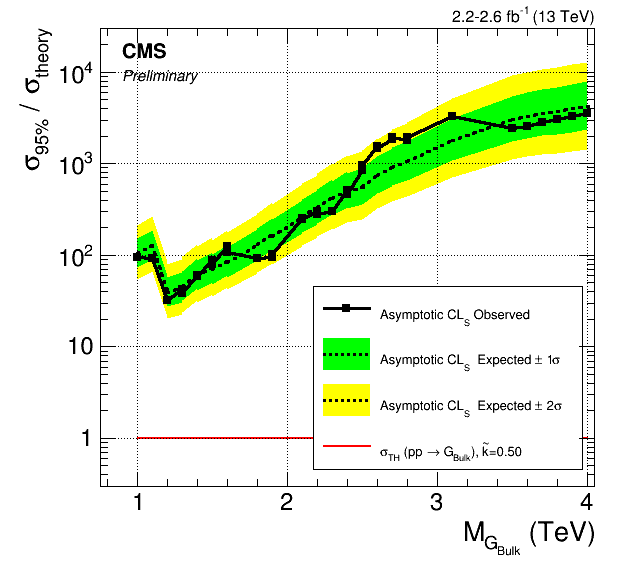 2.2-2.6 fb⁻¹ (13 TeV)
CMS
Preliminary
σ95% / σtheory
10⁴
10³
10²
10
1
Asymptotic CLS Observed
Asymptotic CLS Expected ± 1σ
Asymptotic CLS Expected ± 2σ
σTH (pp → GBulk), k̃=0.50
1 2 3 4
MGBulk (TeV)